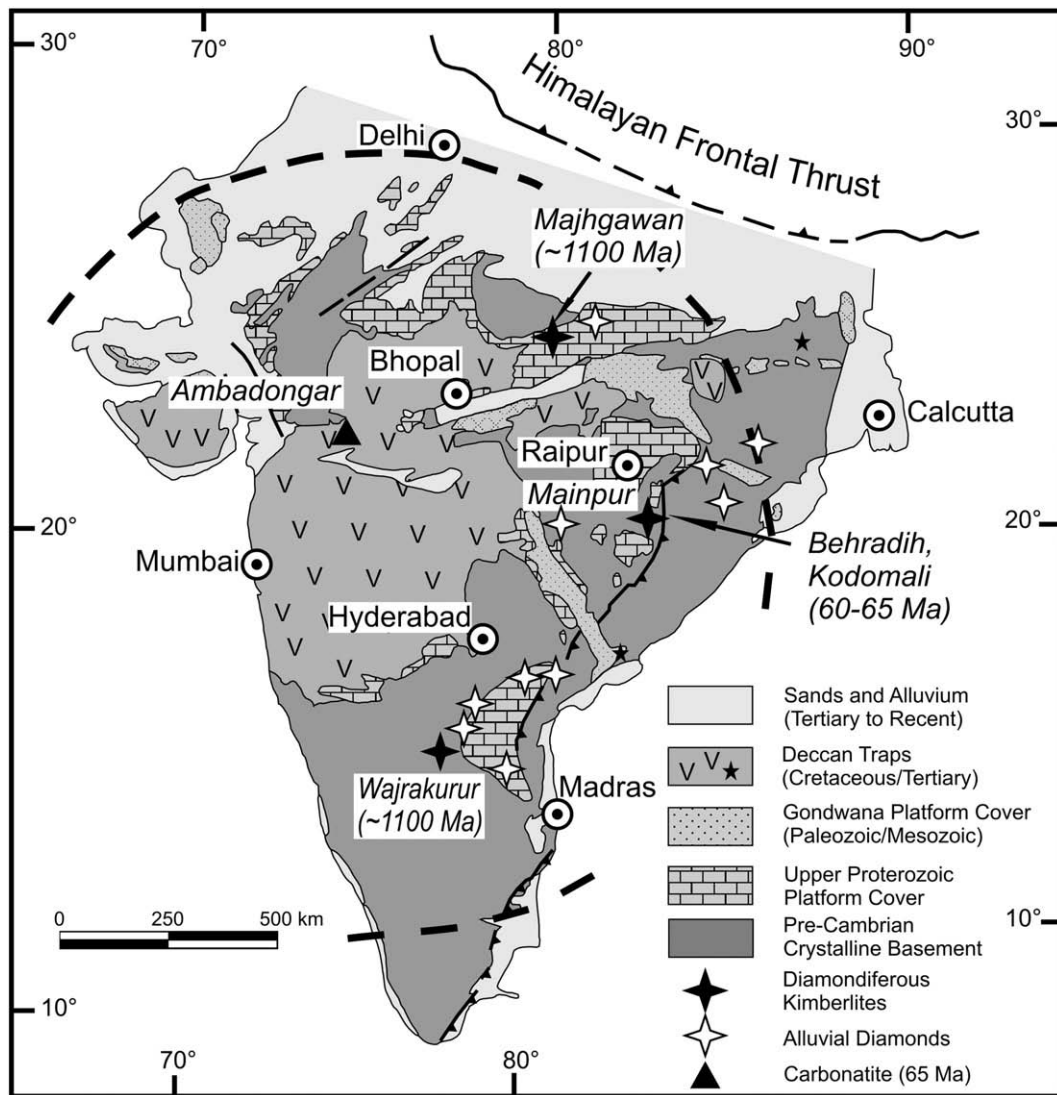 70°
80°
90°
30°
30°
Himalayan Frontal Thrust
Delhi
Majhgawan
(~1100 Ma)
Bhopal
Ambadongar
V
V
V V V
V V
V V V
V V
Calcutta
Raipur
Mainpur
V V V V
20°
20°
V V V V
Behradih,
Kodomali
(60-65 Ma)
Mumbai
V V V V
Hyderabad
V V
V
V
Sands and Alluvium
(Tertiary to Recent)
V V V
Deccan Traps
(Cretaceous/Tertiary)
Wajrakurur
(~1100 Ma)
Madras
Gondwana Platform Cover
(Paleozoic/Mesozoic)
Upper Proterozoic
Platform Cover
0 250 500 km
10°
Pre-Cambrian
Crystalline Basement
Diamondiferous
Kimberlites
10°
Alluvial Diamonds
70°
80°
Carbonatite (65 Ma)